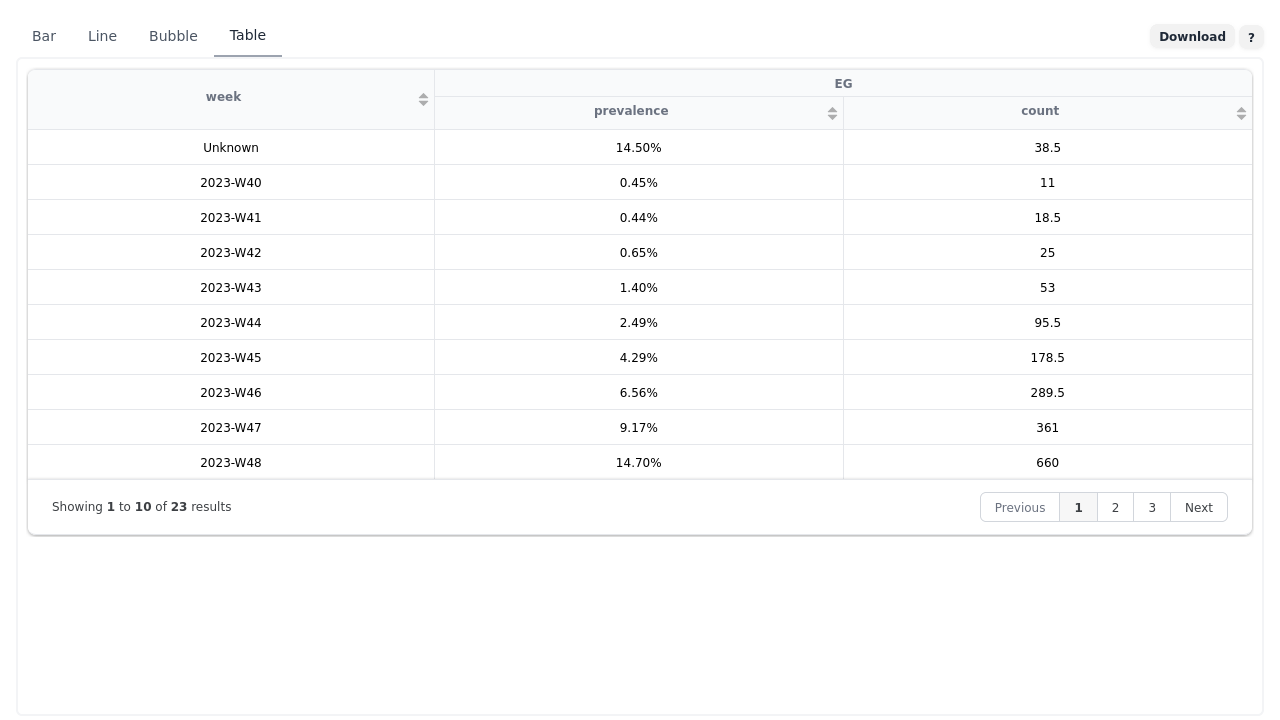 Bar Line Bubble Table Download ?
week EG
prevalence count
Unknown 14.50% 38.5
2023-W40 0.45% 11
2023-W41 0.44% 18.5
2023-W42 0.65% 25
2023-W43 1.40% 53
2023-W44 2.49% 95.5
2023-W45 4.29% 178.5
2023-W46 6.56% 289.5
2023-W47 9.17% 361
2023-W48 14.70% 660
Showing 1 to 10 of 23 results Previous 1 2 3 Next